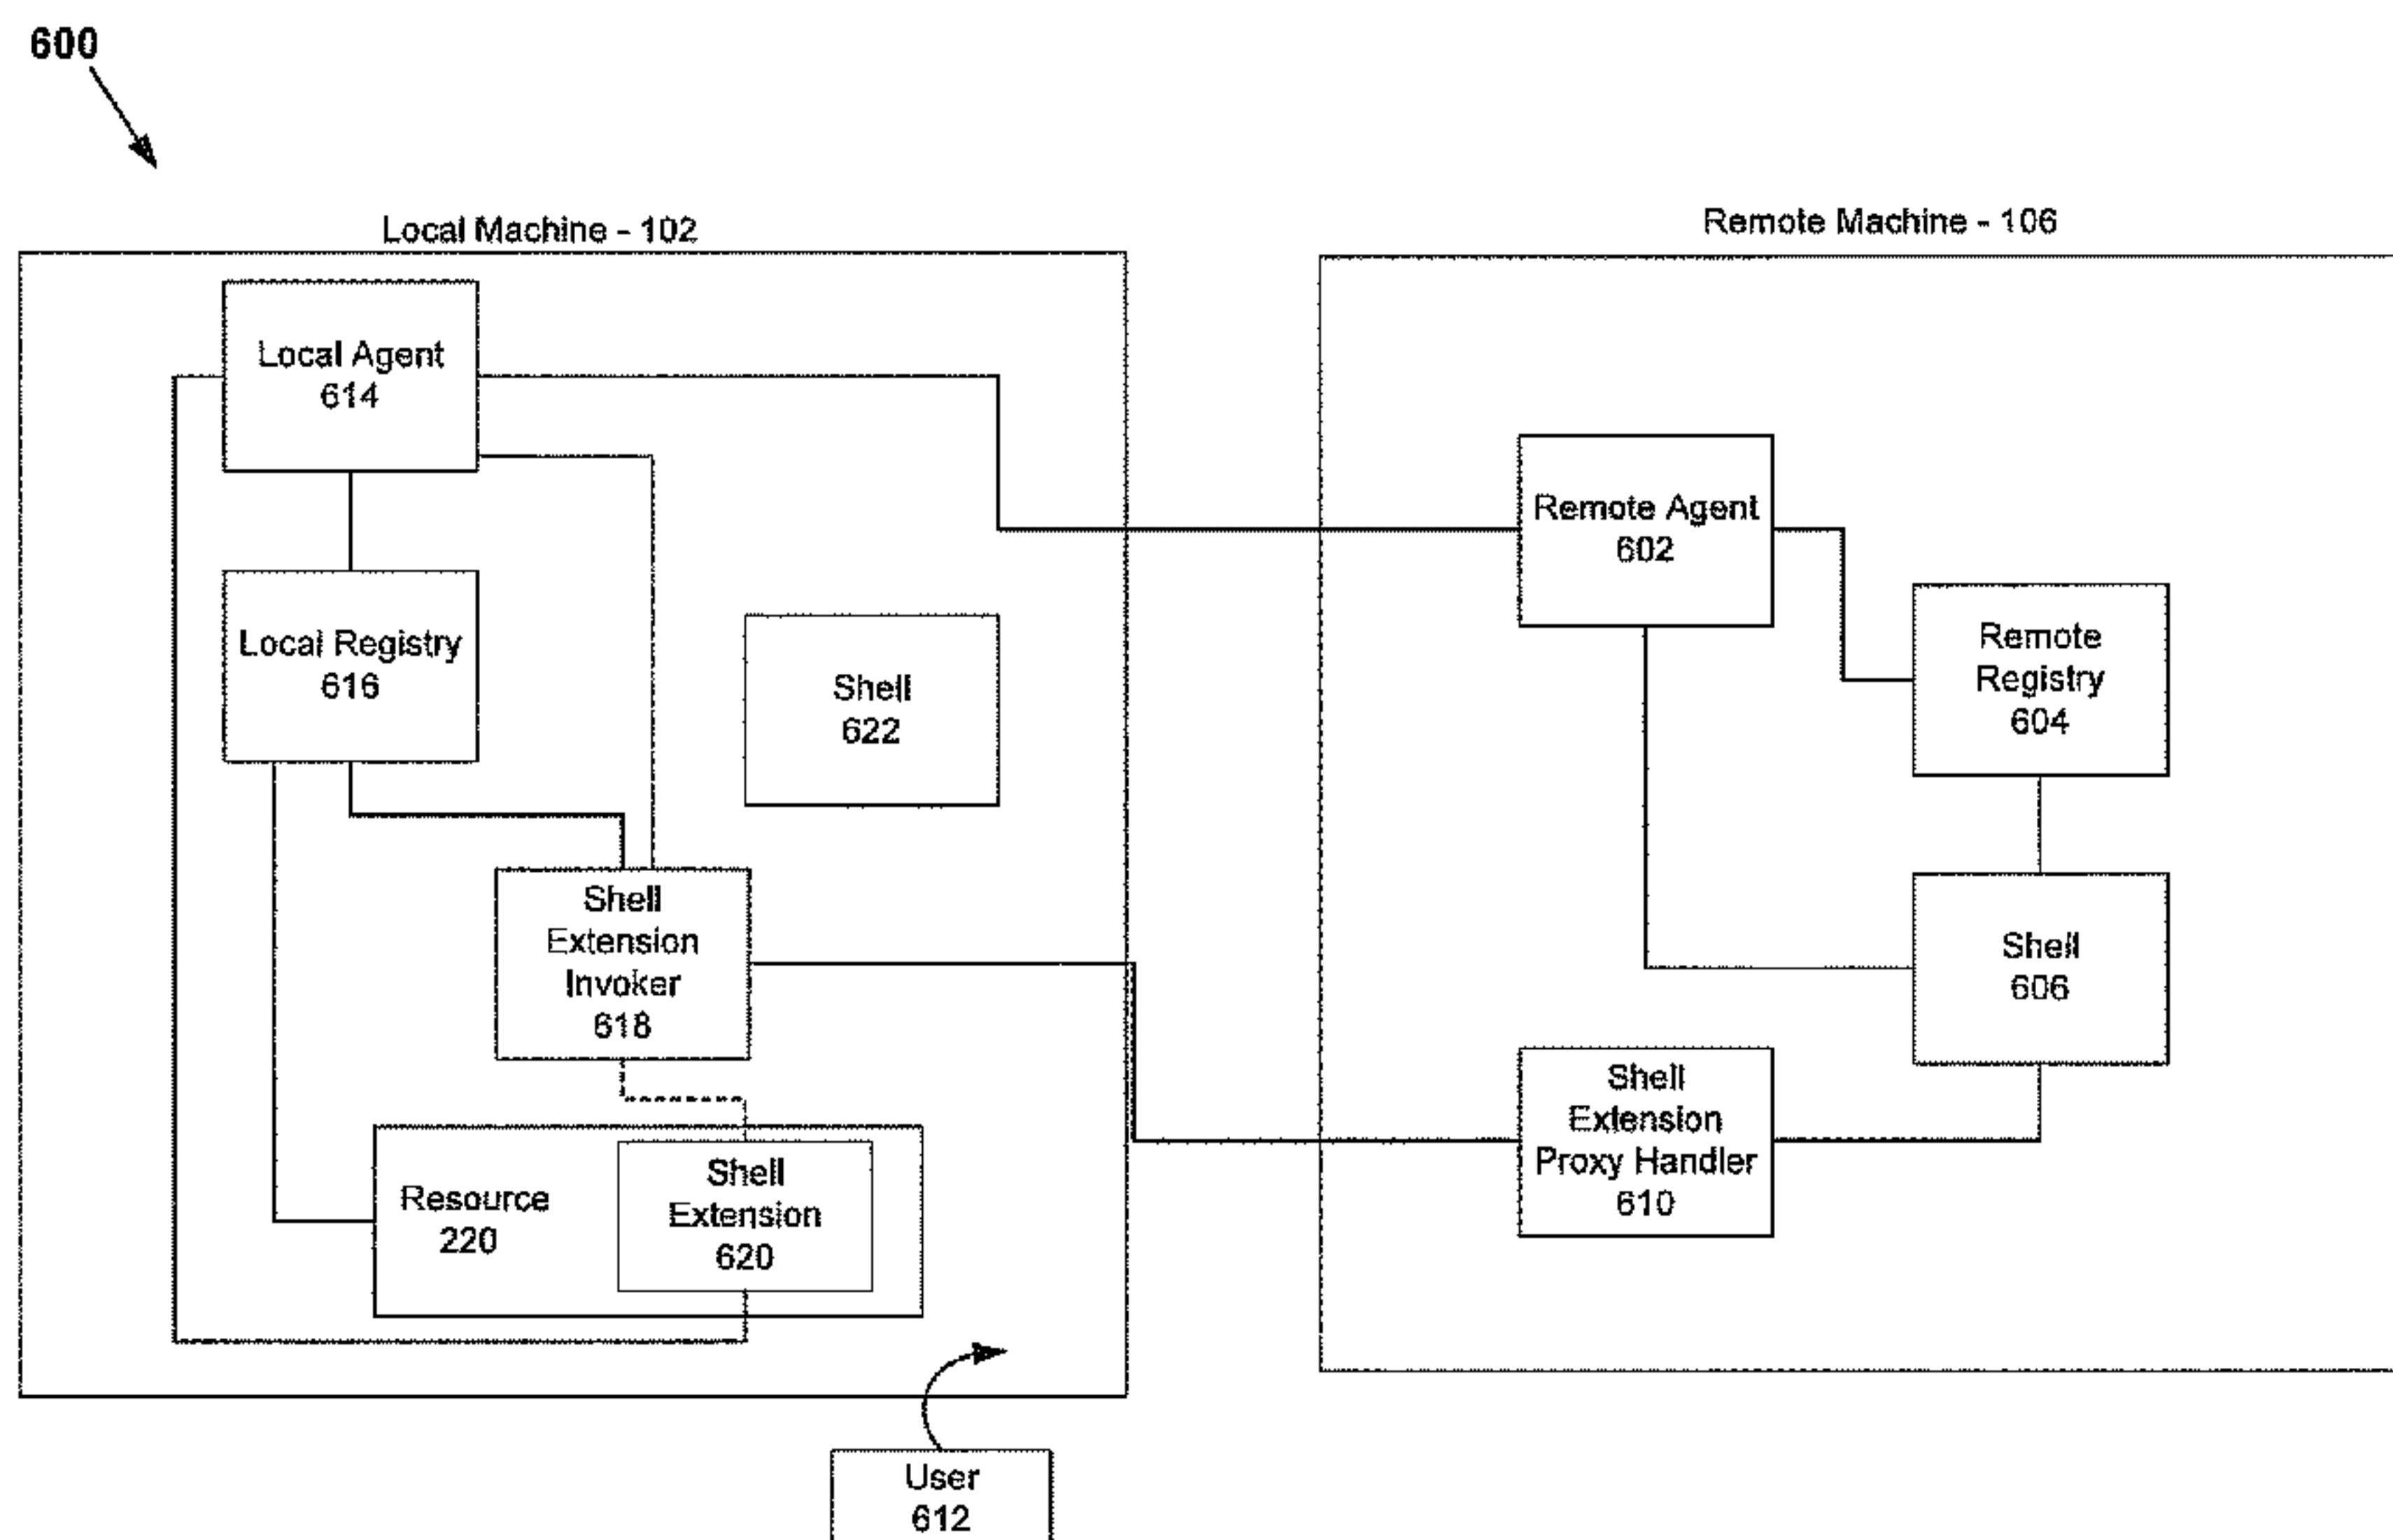 600
Local Machine - 102
Remote Machine - 106
Local Agent
614
Remote Agent
602
Local Registry
616
Remote
Registry
604
Shell
622
Shell
Extension
Invoker
618
Shell
606
Shell
Extension
Proxy Handler
610
Resource
220
Shell
Extension
620
User
612